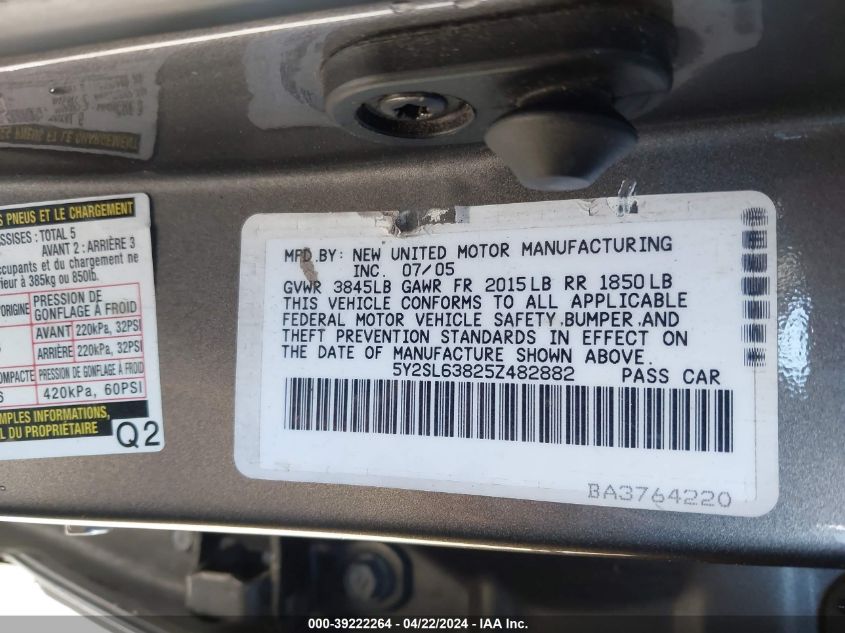 S PNEUS ET LE CHARGEMENT
ASSISES : TOTAL 5
AVANT 2 : ARRIÈRE 3
occupants et du chargement ne
rieur à 385kg ou 850lb.
ORIGINE PRESSION DE
GONFLAGE À FROID
AVANT 220kPa, 32PSI
ARRIÈRE 220kPa, 32PSI
COMPACTE PRESSION DE GONFLAGE À FROID
S 420kPa, 60PSI
MPLES INFORMATIONS,
L DU PROPRIÉTAIRE
Q2
MFD.BY: NEW UNITED MOTOR MANUFACTURING
INC. 07/05
GVWR 3845LB GAWR FR 2015LB RR 1850LB
THIS VEHICLE CONFORMS TO ALL APPLICABLE
FEDERAL MOTOR VEHICLE SAFETY,BUMPER,AND
THEFT PREVENTION STANDARDS IN EFFECT ON
THE DATE OF MANUFACTURE SHOWN ABOVE.
5Y2SL63825Z482882 PASS CAR
BA3764220
000-39222264 - 04/22/2024 - IAA Inc.